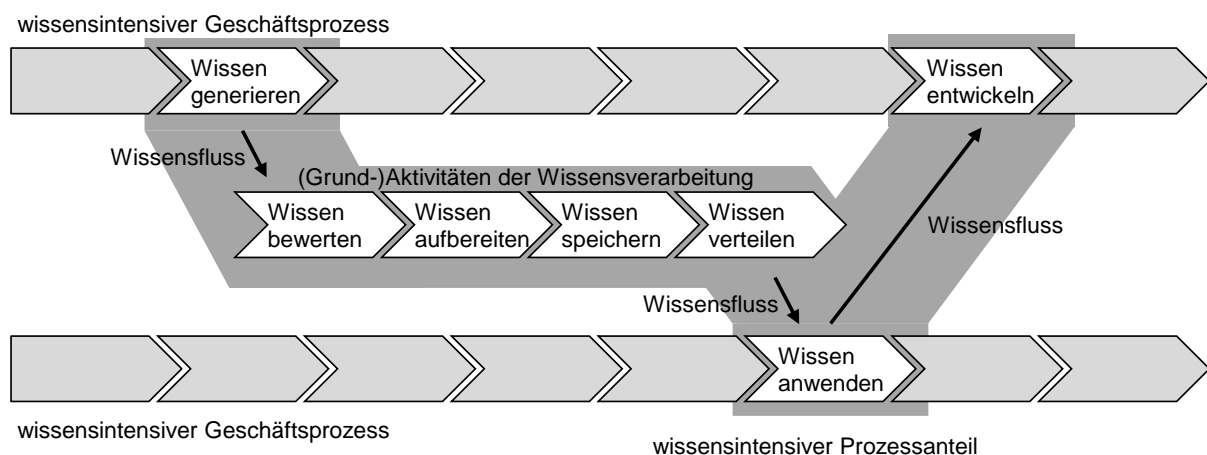 wissensintensiver Geschäftsprozess
Wissen
generieren
Wissen
entwickeln
Wissensfluss
(Grund-)Aktivitäten der Wissensverarbeitung
Wissen
bewerten
Wissen
aufbereiten
Wissen
speichern
Wissen
verteilen
Wissensfluss
Wissensfluss
Wissen
anwenden
wissensintensiver Geschäftsprozess
wissensintensiver Prozessanteil